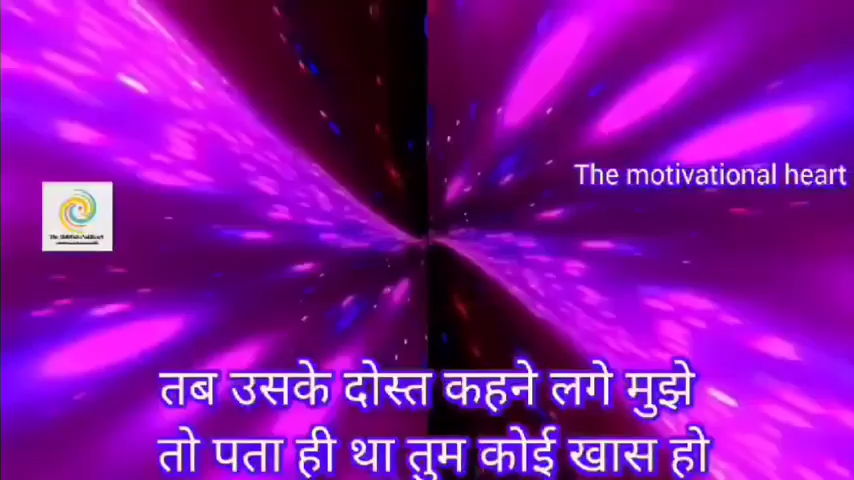 The motivational heart
तब उसके दोस्त कहने लगे मुझे
तो पता ही था तुम कोई खास हो